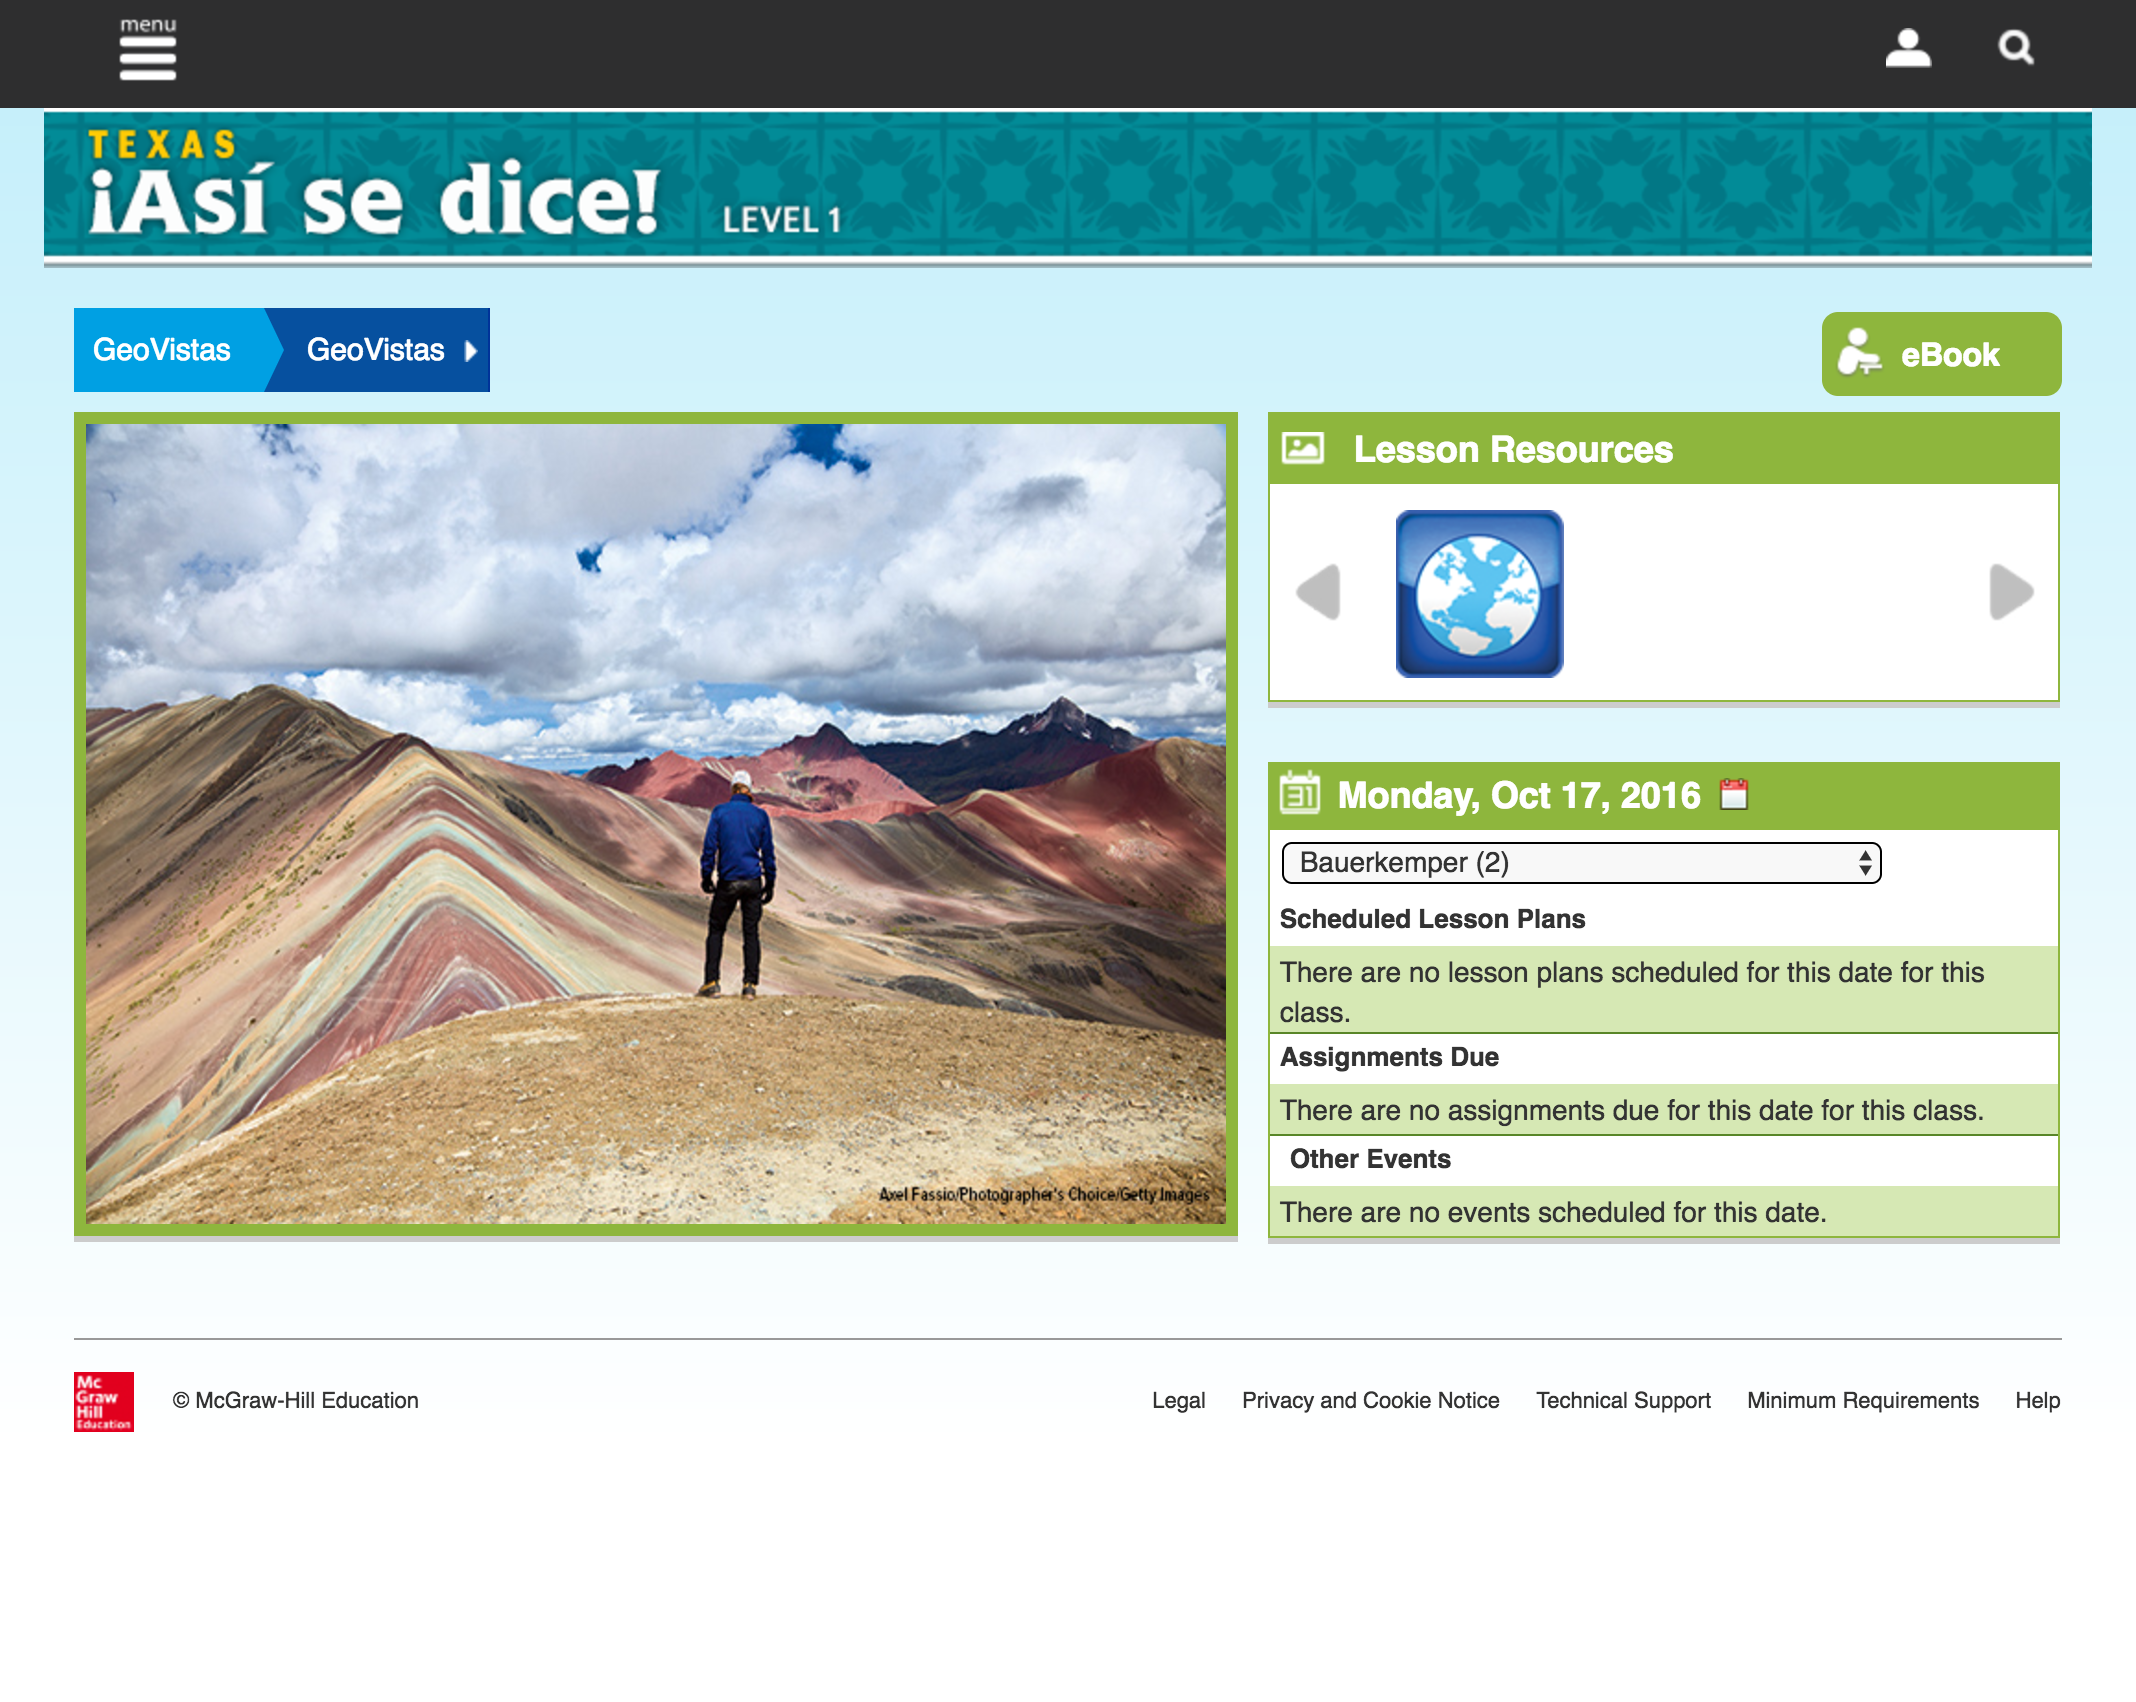 menu
TEXAS
¡Así se dice! LEVEL 1
GeoVistas GeoVistas
eBook
Lesson Resources
Axel Fassio/Photographer's Choice/Getty Images
31 Monday, Oct 17, 2016
Bauerkemper (2)
Scheduled Lesson Plans
There are no lesson plans scheduled for this date for this
class.
Assignments Due
There are no assignments due for this date for this class.
Other Events
There are no events scheduled for this date.
Mc
Graw
Hill
Education
© McGraw-Hill Education
Legal Privacy and Cookie Notice Technical Support Minimum Requirements Help